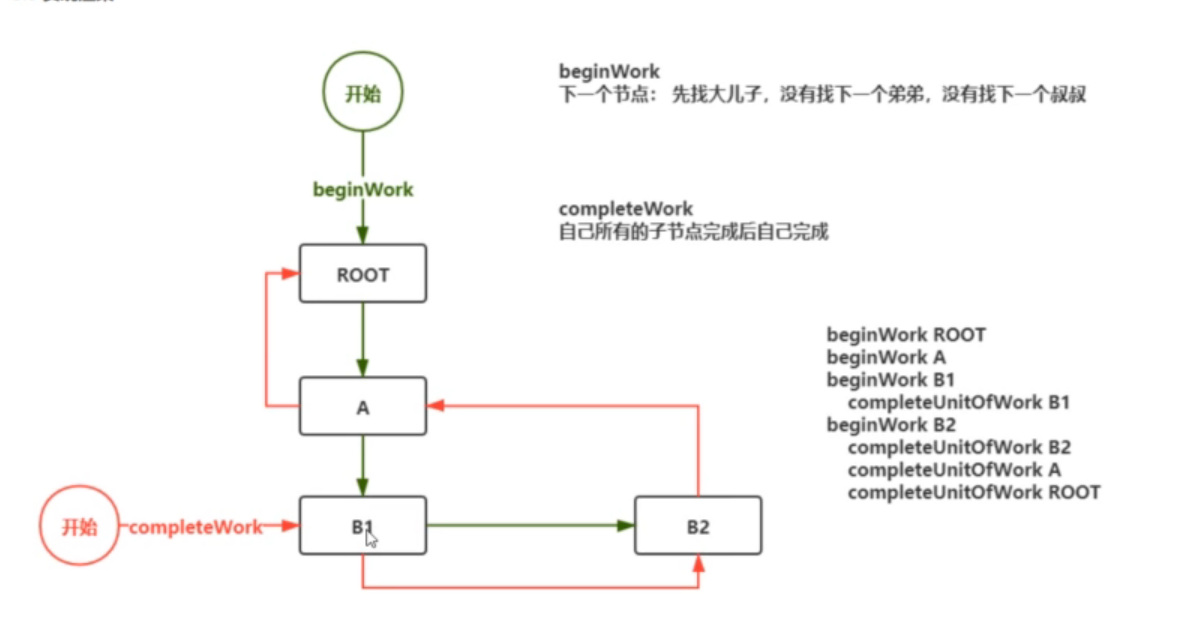 开始
beginWork
下一个节点： 先找大儿子，没有找下一个弟弟，没有找下一个叔叔
beginWork
completeWork
自己所有的子节点完成后自己完成
ROOT
beginWork ROOT
beginWork A
beginWork B1
completeUnitOfWork B1
beginWork B2
completeUnitOfWork B2
completeUnitOfWork A
completeUnitOfWork ROOT
A
开始
completeWork
B1
B2